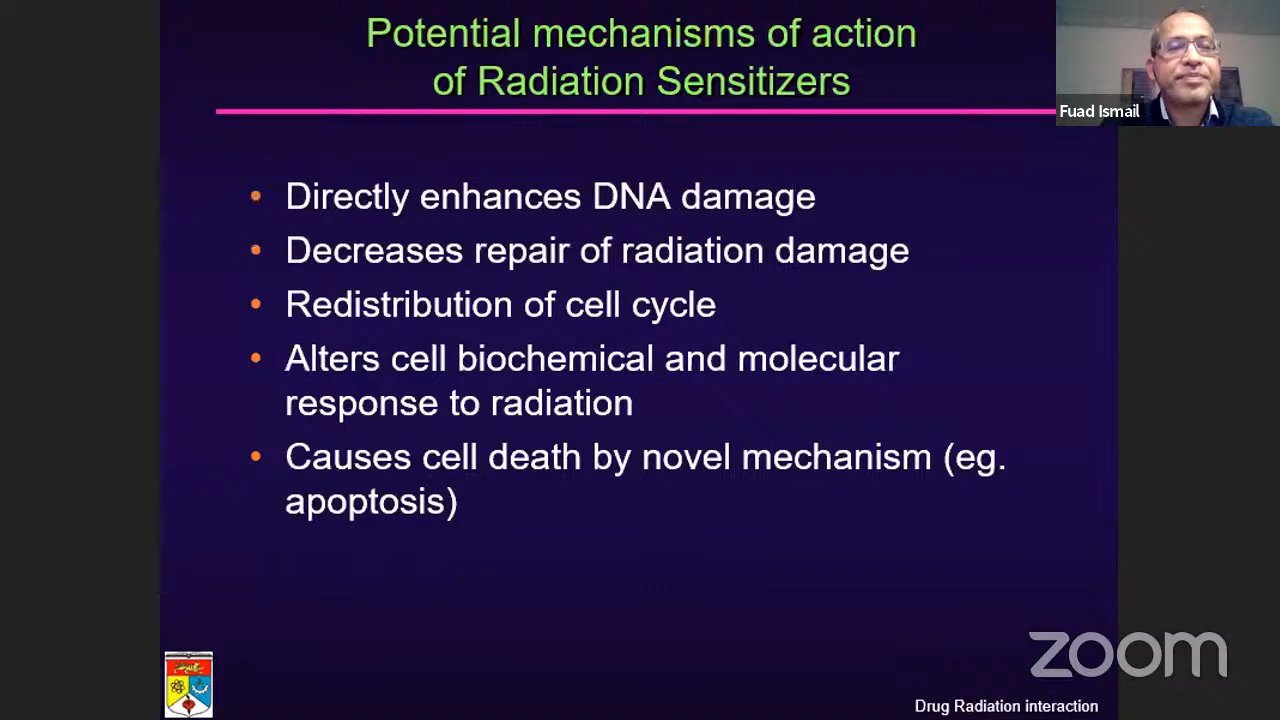 Potential mechanisms of action
of Radiation Sensitizers
Fuad Ismail
• Directly enhances DNA damage
• Decreases repair of radiation damage
• Redistribution of cell cycle
• Alters cell biochemical and molecular
response to radiation
• Causes cell death by novel mechanism (eg.
apoptosis)
zoom
Drug Radiation interaction